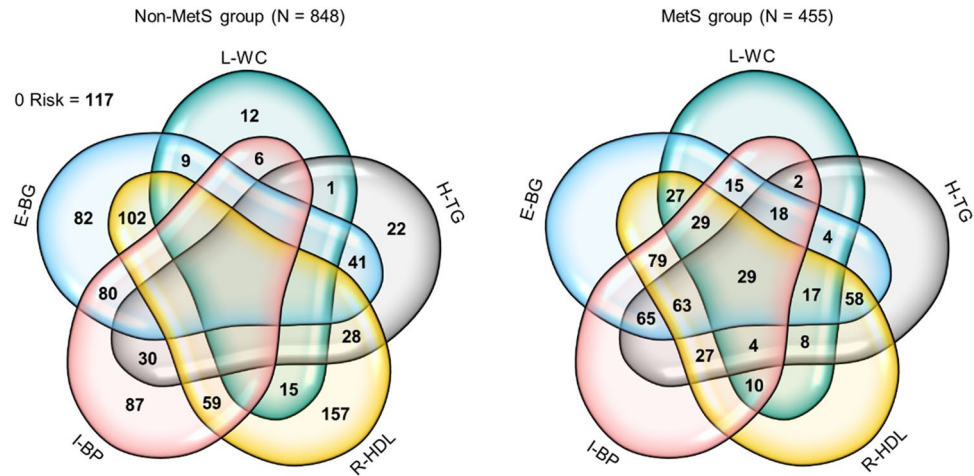 Non-MetS group (N = 848)
MetS group (N = 455)
L-WC
L-WC
0 Risk = 117
12
9
6
1
E-BG
H-TG
82
102
22
41
80
28
30
87
59
15
157
I-BP
R-HDL
E-BG
H-TG
27
15
2
29
18
4
79
29
63
17
58
65
27
4
8
10
I-BP
R-HDL